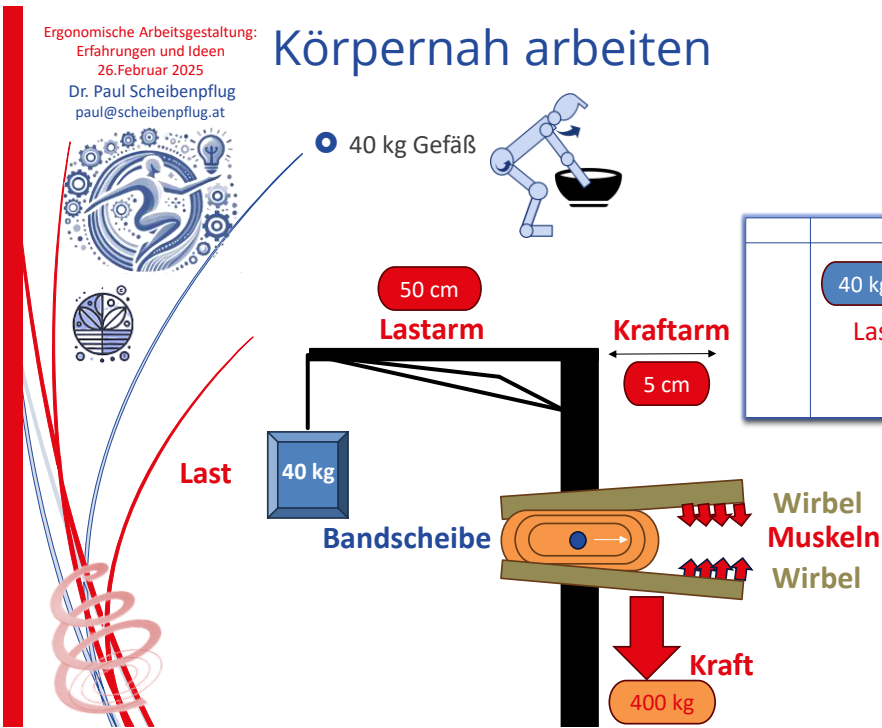 Ergonomische Arbeitsgestaltung:
Erfahrungen und Ideen
26.Februar 2025
Dr. Paul Scheibenpflug
paul@scheibenpflug.at
Körpernah arbeiten
40 kg Gefäß
50 cm
Lastarm
Kraftarm
5 cm
40
Last
40 kg
Bandscheibe
Wirbel
Muskeln
Wirbel
Kraft
400 kg